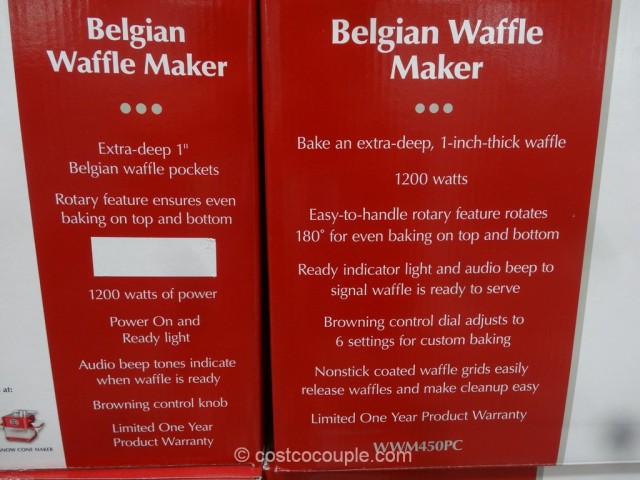 Belgian
Waffle Maker
Extra-deep 1"
Belgian waffle pockets
Rotary feature ensures even
baking on top and bottom
1200 watts of power
Power On and
Ready light
Audio beep tones indicate
when waffle is ready
Browning control knob
Limited One Year
Product Warranty
at:
SNOW CONE MAKER
Belgian Waffle
Maker
Bake an extra-deep, 1-inch-thick waffle
1200 watts
Easy-to-handle rotary feature rotates
180° for even baking on top and bottom
Ready indicator light and audio beep to
signal waffle is ready to serve
Browning control dial adjusts to
6 settings for custom baking
Nonstick coated waffle grids easily
release waffles and make cleanup easy
Limited One Year Product Warranty
WWM450PC
© costcocouple.com